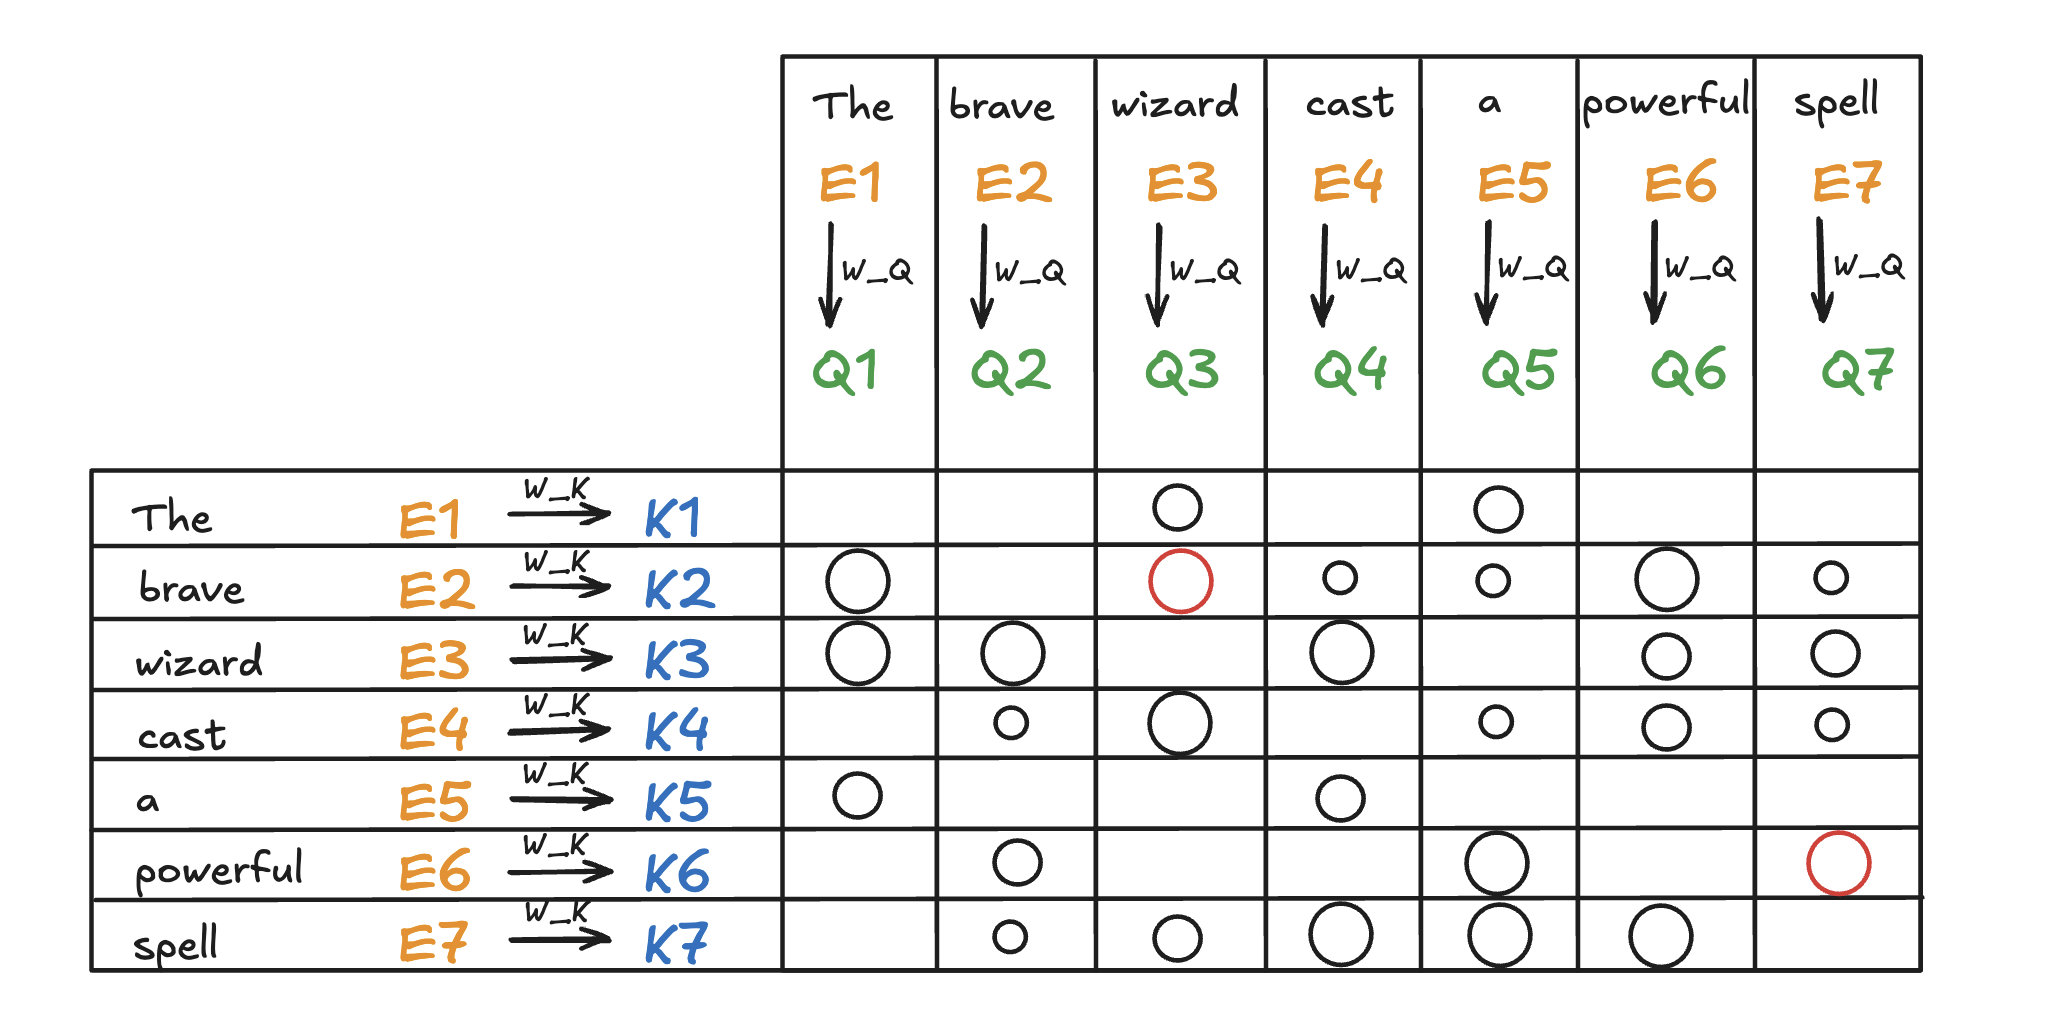 The brave wizard cast a powerful spell
E1 E2 E3 E4 E5 E6 E7
W_Q W_Q W_Q W_Q W_Q W_Q W_Q
Q1 Q2 Q3 Q4 Q5 Q6 Q7
The E1 W_K K1
brave E2 W_K K2
wizard E3 W_K K3
cast E4 W_K K4
a E5 W_K K5
powerful E6 W_K K6
spell E7 W_K K7